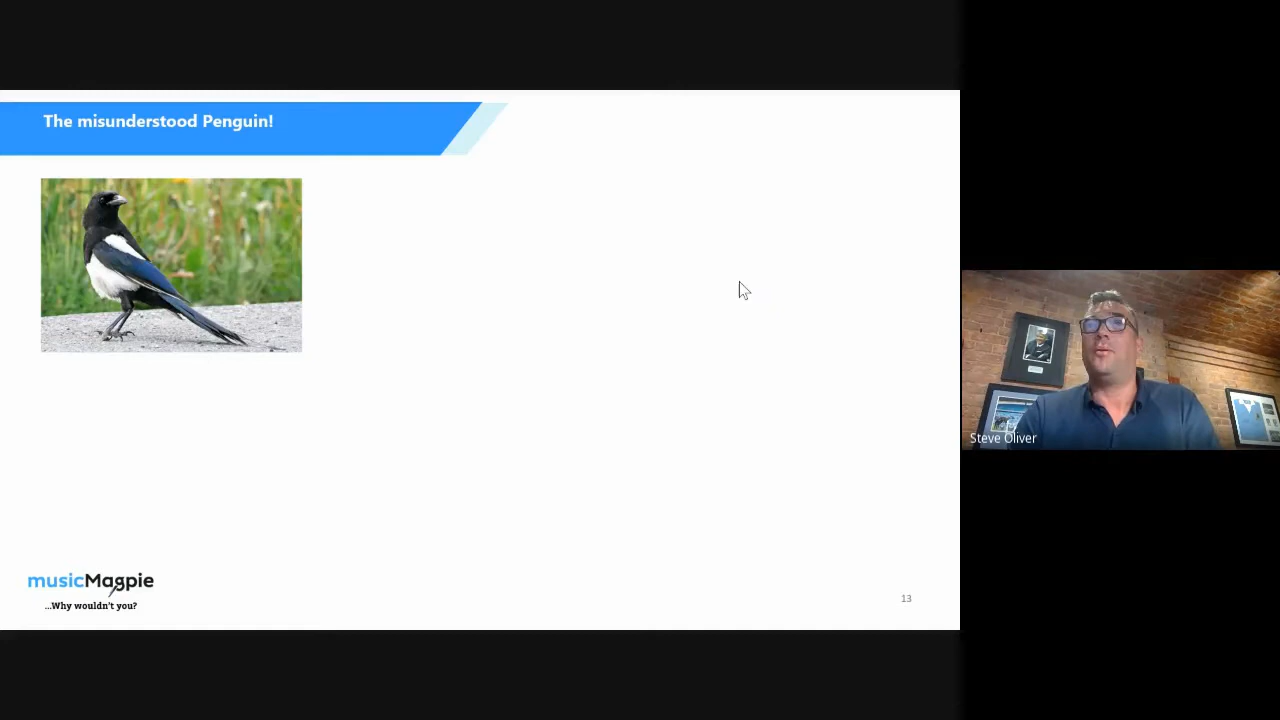 The misunderstood Penguin!
musicMagpie
...Why wouldn't you?
13
Steve Oliver